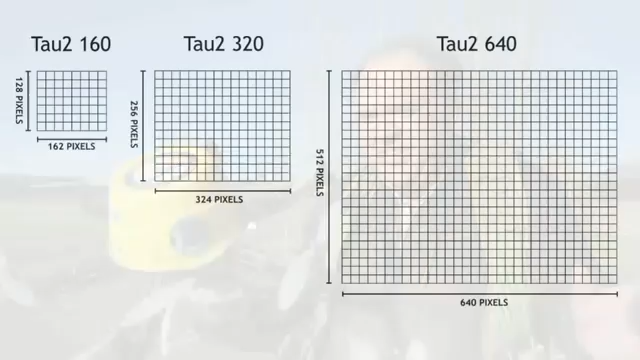 Tau2 160
Tau2 320
Tau2 640
128 PIXELS
162 PIXELS
256 PIXELS
324 PIXELS
512 PIXELS
640 PIXELS